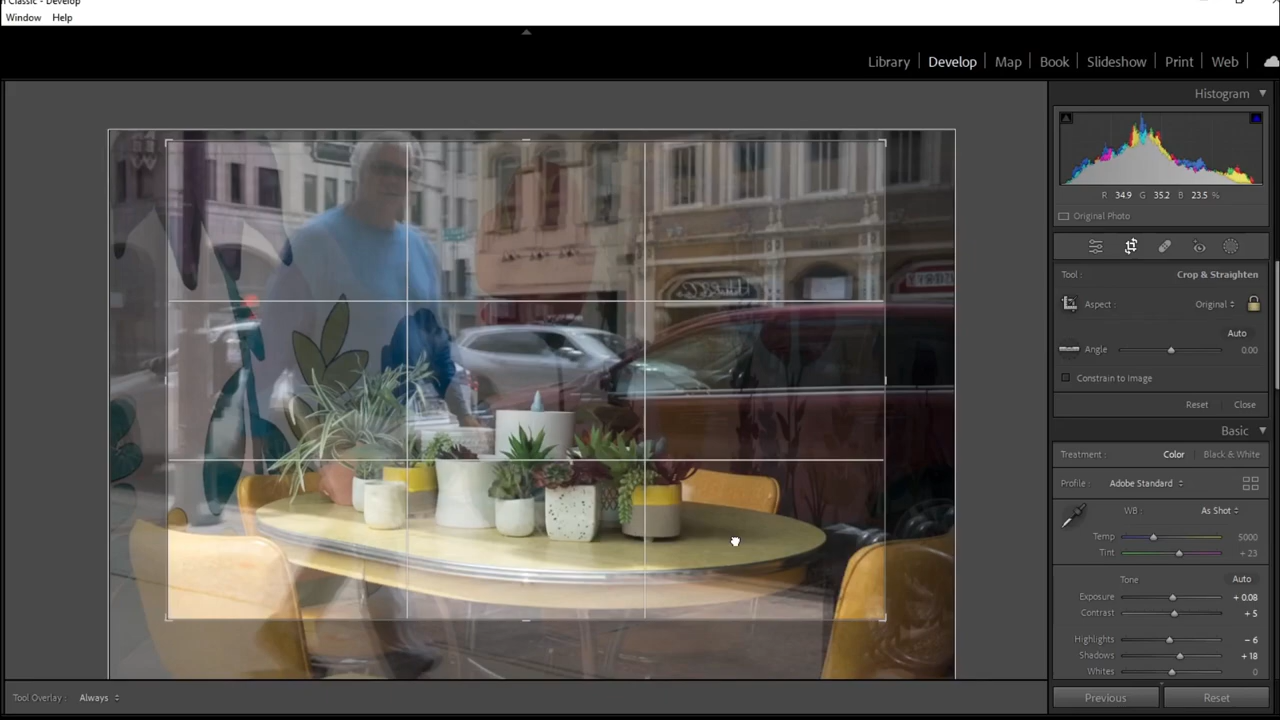 n Classic - Develop
Window Help
Library Develop Map Book Slideshow Print Web
Histogram
R 34.9 G 35.2 B 23.5 %
Original Photo
Tool : Crop & Straighten
Aspect : Original
Auto
Angle 0.00
Constrain to Image
Reset Close
Basic
Treatment : Color Black & White
Profile : Adobe Standard
WB : As Shot
Temp 5000
Tint + 23
Tone Auto
Exposure + 0.08
Contrast + 5
Highlights – 6
Shadows + 18
Whites 0
Tool Overlay : Always
Previous Reset